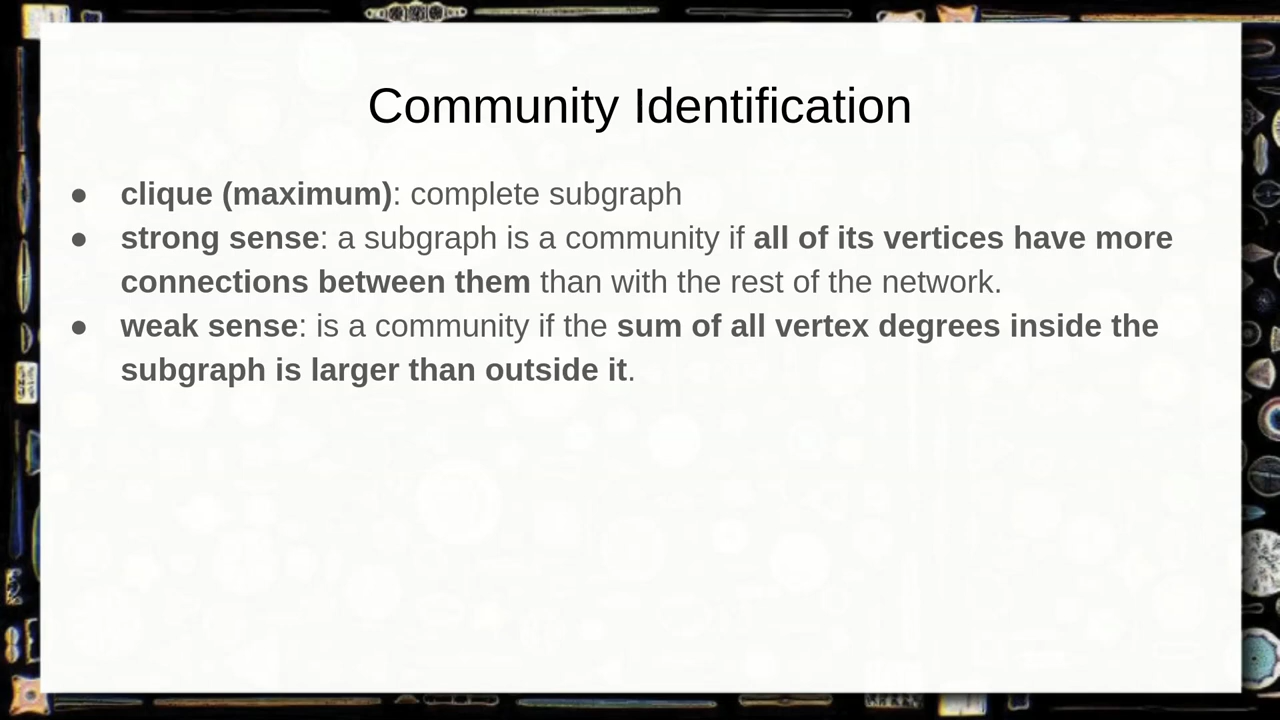 Community Identification
● clique (maximum): complete subgraph
● strong sense: a subgraph is a community if all of its vertices have more
connections between them than with the rest of the network.
● weak sense: is a community if the sum of all vertex degrees inside the
subgraph is larger than outside it.